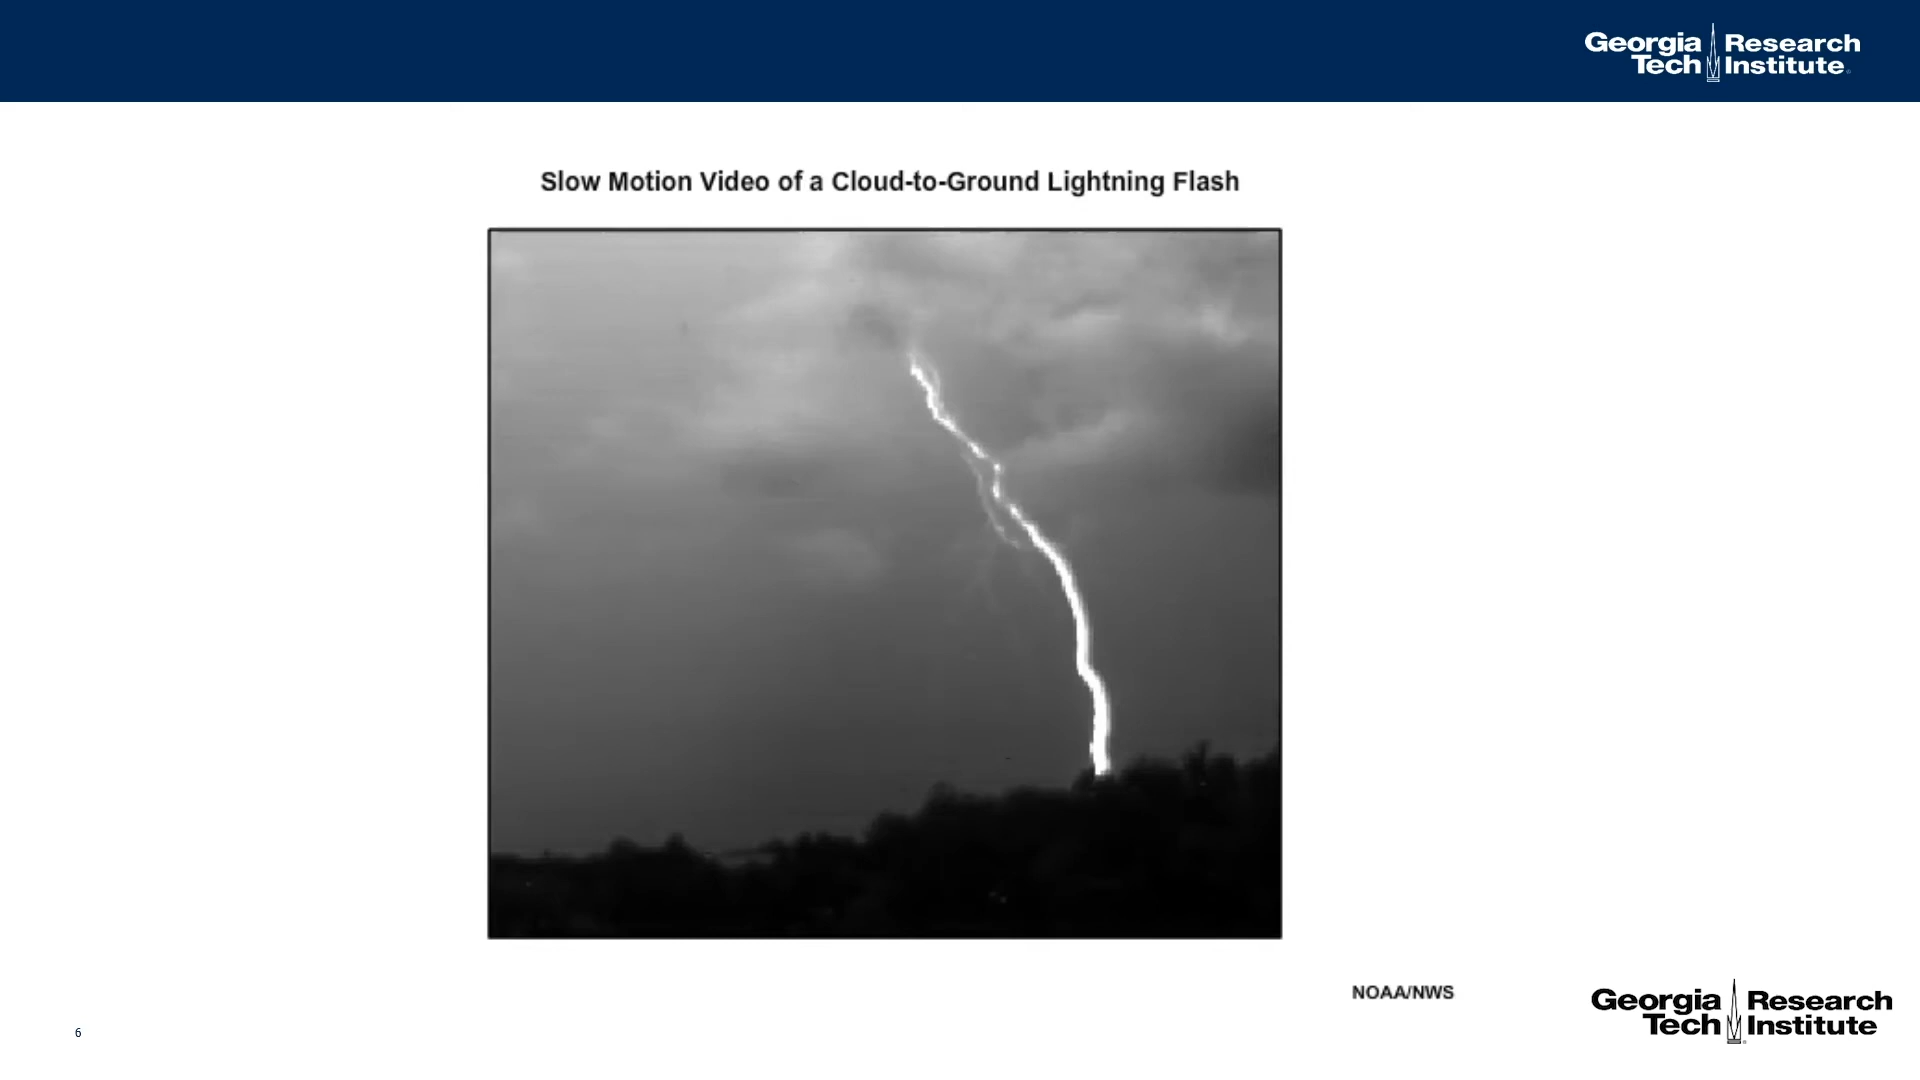 Georgia Tech Research Institute
Slow Motion Video of a Cloud-to-Ground Lightning Flash
NOAA/NWS
Georgia Tech Research Institute
6